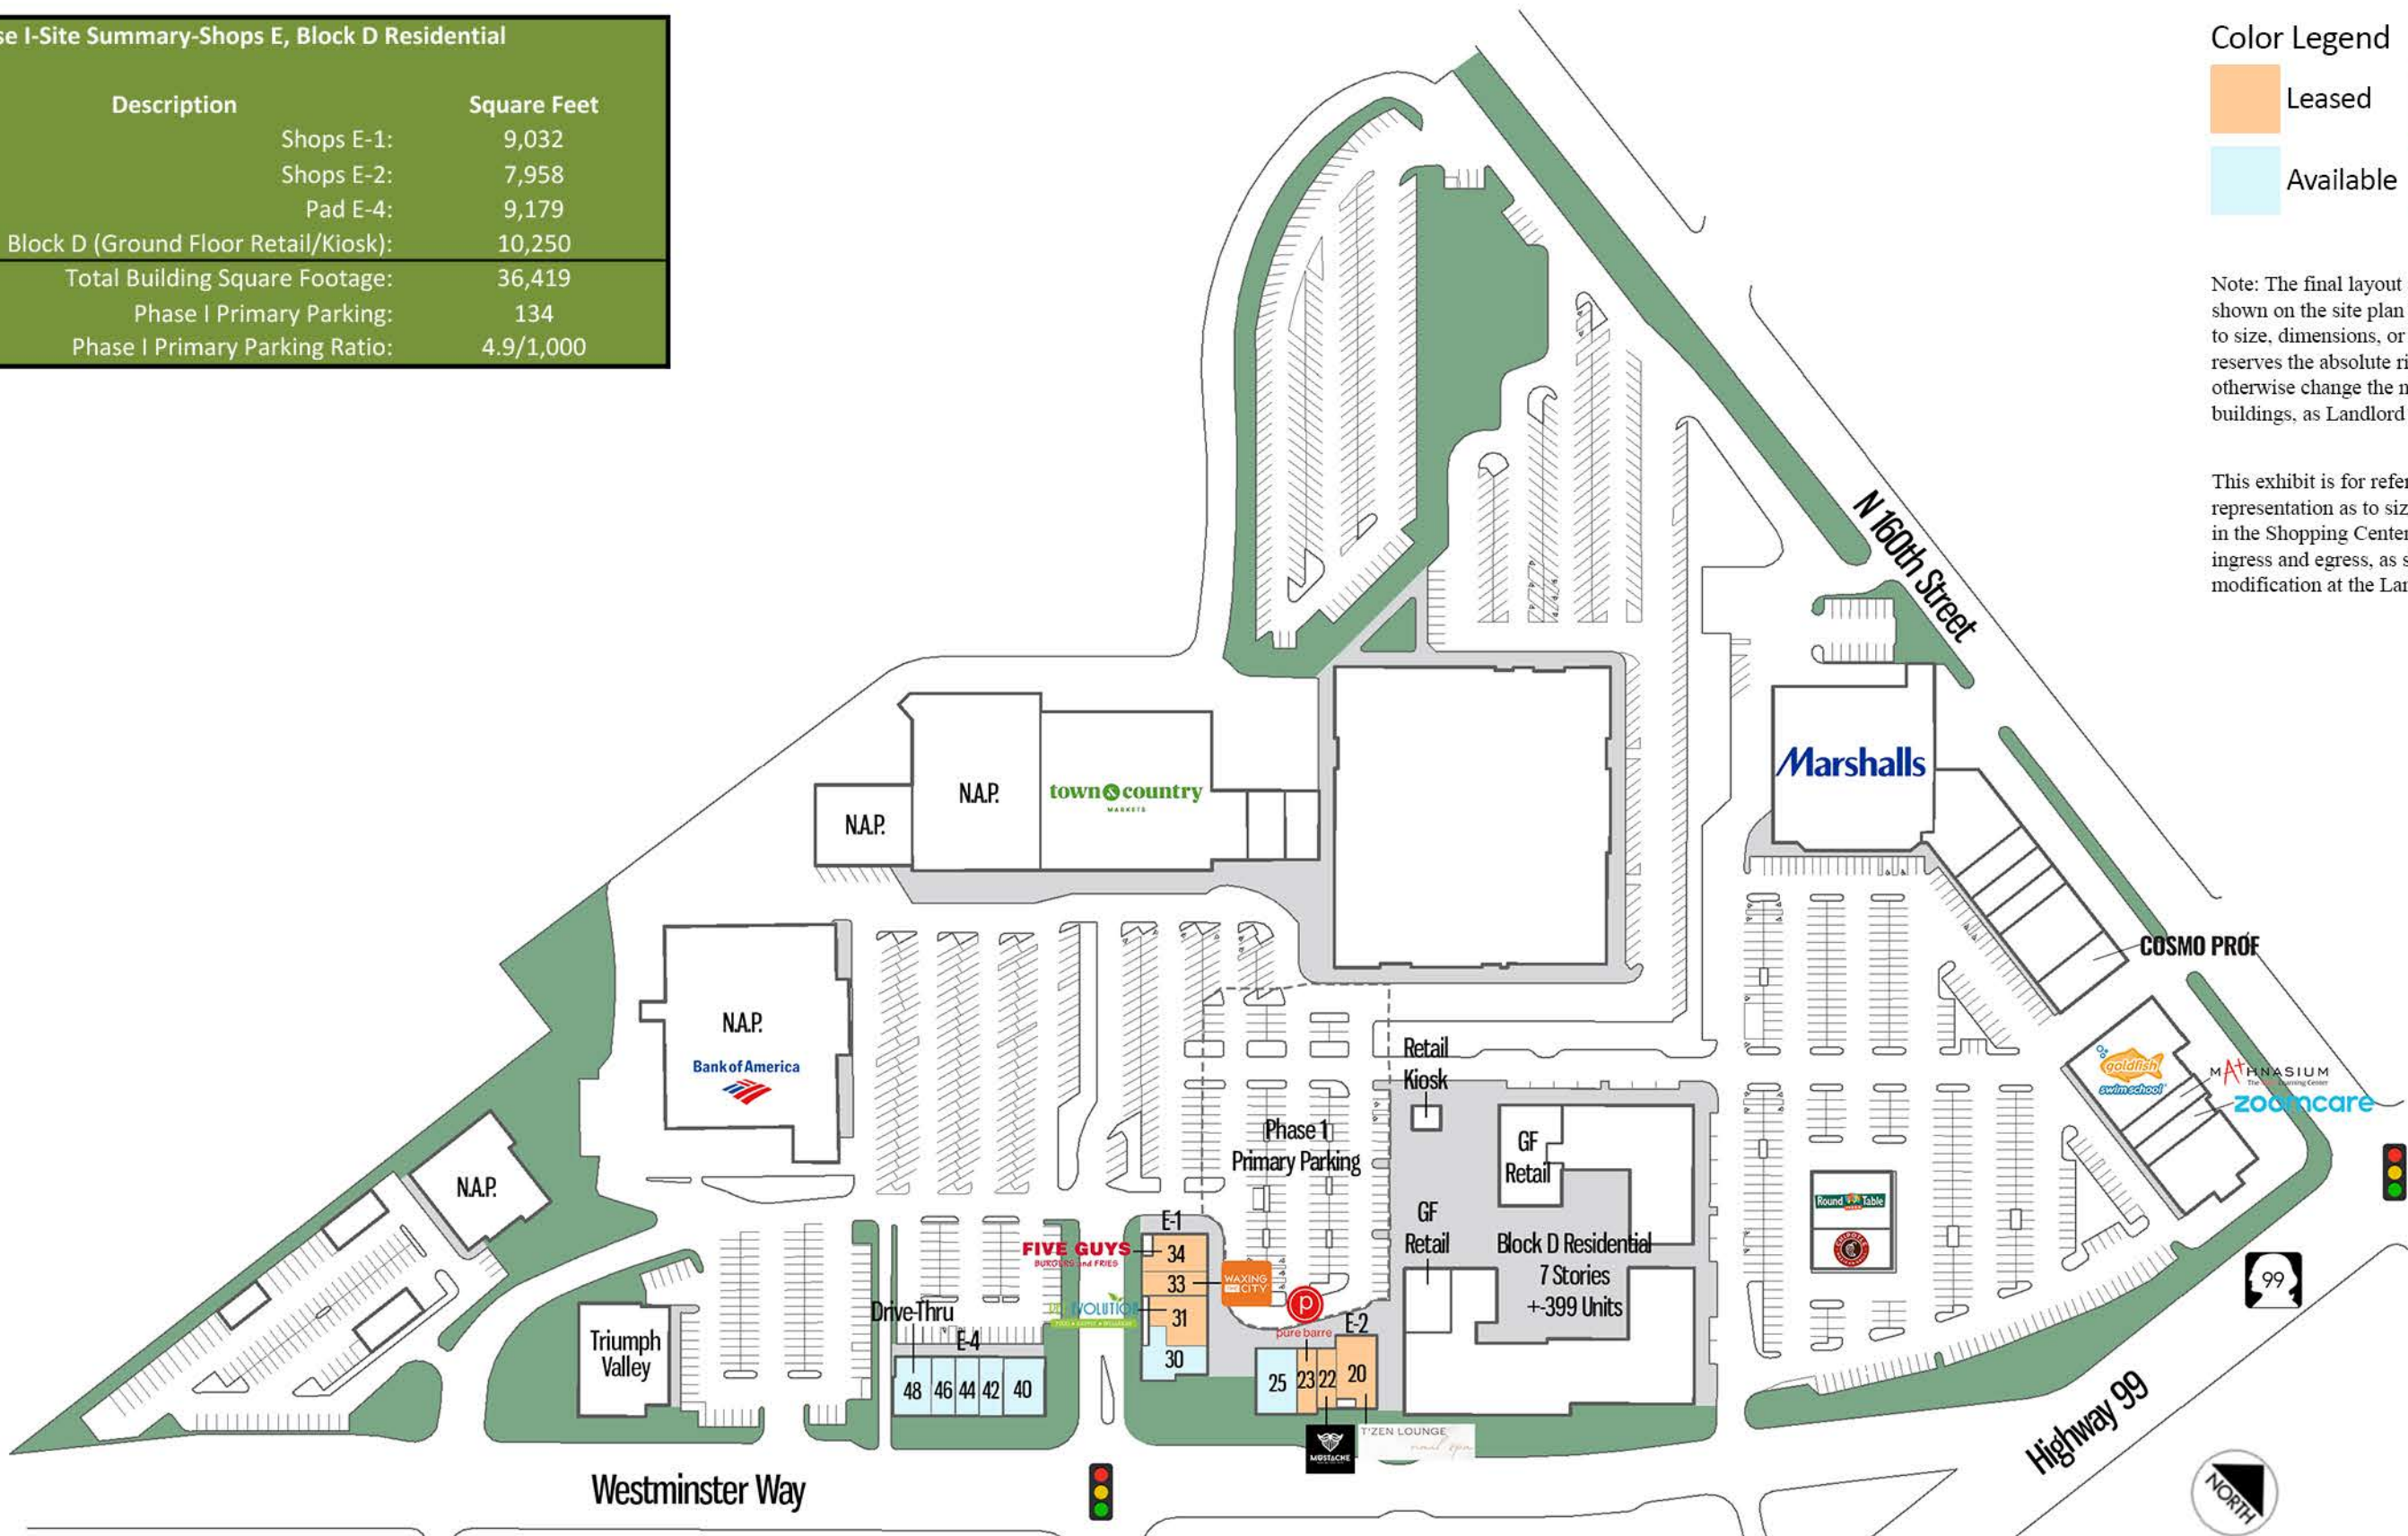 se I-Site Summary-Shops E, Block D Residential
Description Square Feet
Shops E-1: 9,032
Shops E-2: 7,958
Pad E-4: 9,179
Block D (Ground Floor Retail/Kiosk): 10,250
Total Building Square Footage: 36,419
Phase I Primary Parking: 134
Phase I Primary Parking Ratio: 4.9/1,000
Color Legend
Leased
Available
Note: The final layout
shown on the site plan
to size, dimensions, or
reserves the absolute ri
otherwise change the n
buildings, as Landlord
This exhibit is for refer
representation as to siz
in the Shopping Center
ingress and egress, as s
modification at the Lan
N 160th Street
Marshalls
N.A.P.
town & country
MARKETS
N.A.P.
COSMO PROF
N.A.P.
Bank of America
Retail
Kiosk
goldfish
swim school
MATHNASIUM
The Learning Center
zoomcare
Phase 1
Primary Parking
GF
Retail
N.A.P.
Round Table
CHIPOTLE
GF
Retail
Block D Residential
7 Stories
+-399 Units
E-1
FIVE GUYS
BURGERS and FRIES
34
33
WAXING
THE CITY
31
30
99
Drive-Thru
E-4
Triumph
Valley
48 46 44 42 40
pure barre
E-2
25 23 22 20
MUSTACHE
T'ZEN LOUNGE
nail spa
Westminster Way
Highway 99
NORTH